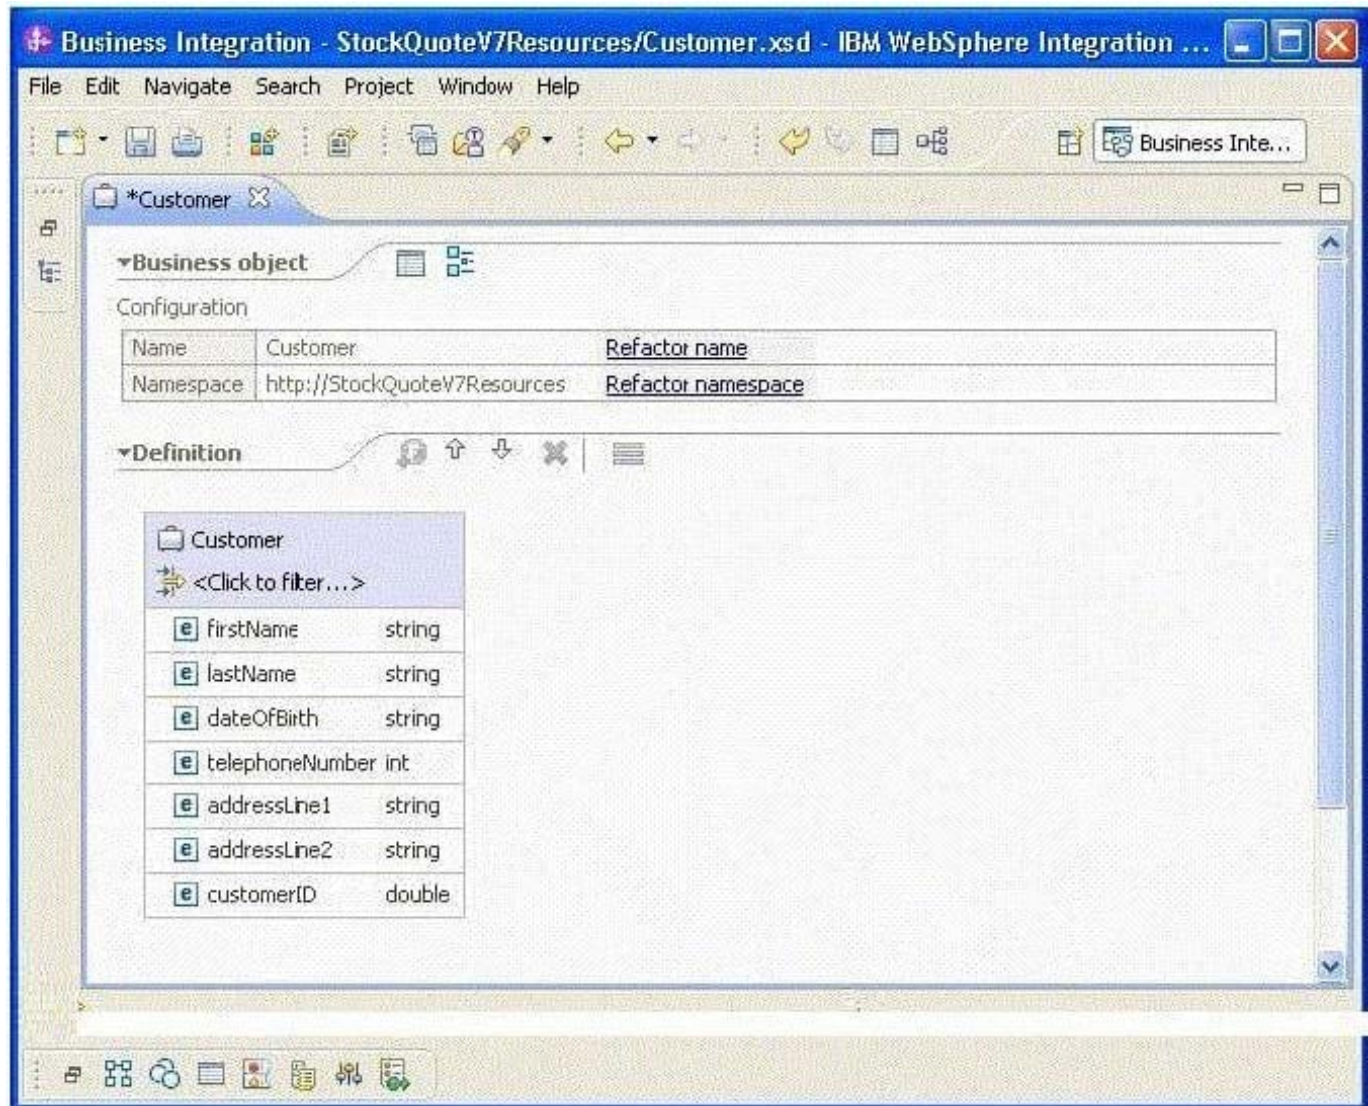 Business Integration - StockQuoteV7Resources/Customer.xsd - IBM WebSphere Integration ...
File Edit Navigate Search Project Window Help
Business Inte...
*Customer
Business object
Configuration
Name Customer Refactor name
Namespace http://StockQuoteV7Resources Refactor namespace
Definition
Customer
<Click to filter...>
e firstName string
e lastName string
e dateOfBirth string
e telephoneNumber int
e addressLine1 string
e addressLine2 string
e customerID double